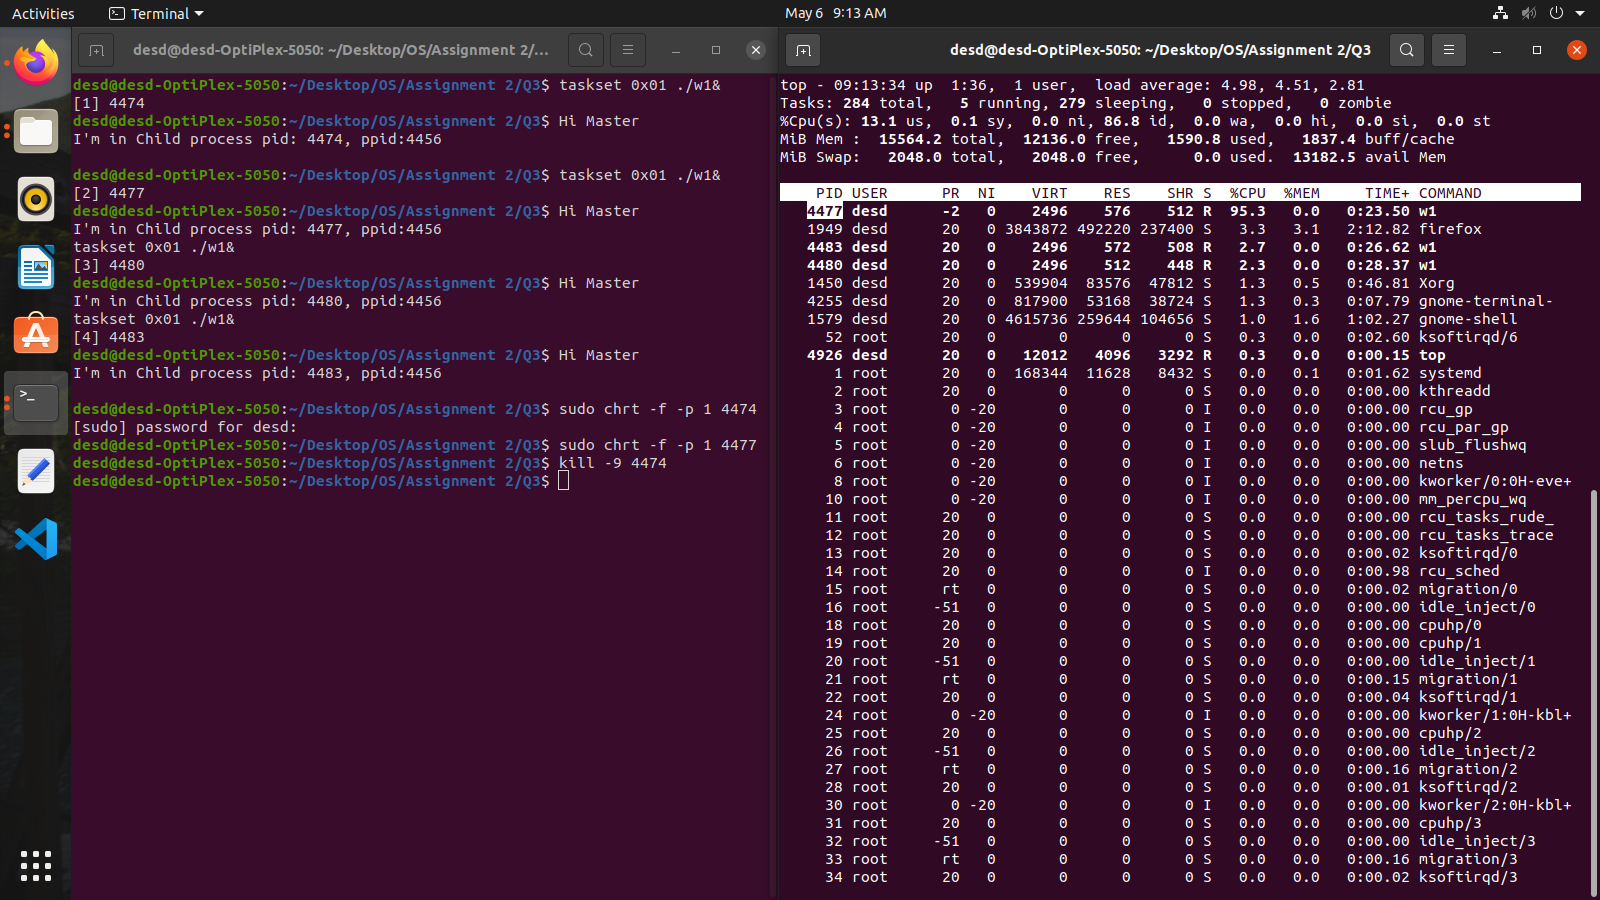 Activities
Terminal
May 6 9:13 AM
desd@desd-OptiPlex-5050: ~/Desktop/OS/Assignment 2/...
desd@desd-OptiPlex-5050:~/Desktop/OS/Assignment 2/Q3$ taskset 0x01 ./w1&
[1] 4474
desd@desd-OptiPlex-5050:~/Desktop/OS/Assignment 2/Q3$ Hi Master
I'm in Child process pid: 4474, ppid:4456
desd@desd-OptiPlex-5050:~/Desktop/OS/Assignment 2/Q3$ taskset 0x01 ./w1&
[2] 4477
desd@desd-OptiPlex-5050:~/Desktop/OS/Assignment 2/Q3$ Hi Master
I'm in Child process pid: 4477, ppid:4456
taskset 0x01 ./w1&
[3] 4480
desd@desd-OptiPlex-5050:~/Desktop/OS/Assignment 2/Q3$ Hi Master
I'm in Child process pid: 4480, ppid:4456
taskset 0x01 ./w1&
[4] 4483
desd@desd-OptiPlex-5050:~/Desktop/OS/Assignment 2/Q3$ Hi Master
I'm in Child process pid: 4483, ppid:4456
desd@desd-OptiPlex-5050:~/Desktop/OS/Assignment 2/Q3$ sudo chrt -f -p 1 4474
[sudo] password for desd:
desd@desd-OptiPlex-5050:~/Desktop/OS/Assignment 2/Q3$ sudo chrt -f -p 1 4477
desd@desd-OptiPlex-5050:~/Desktop/OS/Assignment 2/Q3$ kill -9 4474
desd@desd-OptiPlex-5050:~/Desktop/OS/Assignment 2/Q3$
desd@desd-OptiPlex-5050: ~/Desktop/OS/Assignment 2/Q3
top - 09:13:34 up  1:36,  1 user,  load average: 4.98, 4.51, 2.81
Tasks: 284 total,   5 running, 279 sleeping,   0 stopped,   0 zombie
%Cpu(s): 13.1 us,  0.1 sy,  0.0 ni, 86.8 id,  0.0 wa,  0.0 hi,  0.0 si,  0.0 st
MiB Mem :  15564.2 total,  12136.0 free,   1590.8 used,   1837.4 buff/cache
MiB Swap:   2048.0 total,   2048.0 free,      0.0 used.  13182.5 avail Mem
PID USER PR NI VIRT RES SHR S %CPU %MEM TIME+ COMMAND
4477 desd -2 0 2496 576 512 R 95.3 0.0 0:23.50 w1
1949 desd 20 0 3843872 492220 237400 S 3.3 3.1 2:12.82 firefox
4483 desd 20 0 2496 572 508 R 2.7 0.0 0:26.62 w1
4480 desd 20 0 2496 512 448 R 2.3 0.0 0:28.37 w1
1450 desd 20 0 539904 83576 47812 S 1.3 0.5 0:46.81 Xorg
4255 desd 20 0 817900 53168 38724 S 1.3 0.3 0:07.79 gnome-terminal-
1579 desd 20 0 4615736 259644 104656 S 1.0 1.6 1:02.27 gnome-shell
52 root 20 0 0 0 0 S 0.3 0.0 0:02.60 ksoftirqd/6
4926 desd 20 0 12012 4096 3292 R 0.3 0.0 0:00.15 top
1 root 20 0 168344 11628 8432 S 0.0 0.1 0:01.62 systemd
2 root 20 0 0 0 0 S 0.0 0.0 0:00.00 kthreadd
3 root 0 -20 0 0 0 I 0.0 0.0 0:00.00 rcu_gp
4 root 0 -20 0 0 0 I 0.0 0.0 0:00.00 rcu_par_gp
5 root 0 -20 0 0 0 I 0.0 0.0 0:00.00 slub_flushwq
6 root 0 -20 0 0 0 I 0.0 0.0 0:00.00 netns
8 root 0 -20 0 0 0 I 0.0 0.0 0:00.00 kworker/0:0H-eve+
10 root 0 -20 0 0 0 I 0.0 0.0 0:00.00 mm_percpu_wq
11 root 20 0 0 0 0 S 0.0 0.0 0:00.00 rcu_tasks_rude_
12 root 20 0 0 0 0 S 0.0 0.0 0:00.00 rcu_tasks_trace
13 root 20 0 0 0 0 S 0.0 0.0 0:00.02 ksoftirqd/0
14 root 20 0 0 0 0 I 0.0 0.0 0:00.98 rcu_sched
15 root rt 0 0 0 0 S 0.0 0.0 0:00.02 migration/0
16 root -51 0 0 0 0 S 0.0 0.0 0:00.00 idle_inject/0
18 root 20 0 0 0 0 S 0.0 0.0 0:00.00 cpuhp/0
19 root 20 0 0 0 0 S 0.0 0.0 0:00.00 cpuhp/1
20 root -51 0 0 0 0 S 0.0 0.0 0:00.00 idle_inject/1
21 root rt 0 0 0 0 S 0.0 0.0 0:00.15 migration/1
22 root 20 0 0 0 0 S 0.0 0.0 0:00.04 ksoftirqd/1
24 root 0 -20 0 0 0 I 0.0 0.0 0:00.00 kworker/1:0H-kbl+
25 root 20 0 0 0 0 S 0.0 0.0 0:00.00 cpuhp/2
26 root -51 0 0 0 0 S 0.0 0.0 0:00.00 idle_inject/2
27 root rt 0 0 0 0 S 0.0 0.0 0:00.16 migration/2
28 root 20 0 0 0 0 S 0.0 0.0 0:00.01 ksoftirqd/2
30 root 0 -20 0 0 0 I 0.0 0.0 0:00.00 kworker/2:0H-kbl+
31 root 20 0 0 0 0 S 0.0 0.0 0:00.00 cpuhp/3
32 root -51 0 0 0 0 S 0.0 0.0 0:00.00 idle_inject/3
33 root rt 0 0 0 0 S 0.0 0.0 0:00.16 migration/3
34 root 20 0 0 0 0 S 0.0 0.0 0:00.02 ksoftirqd/3